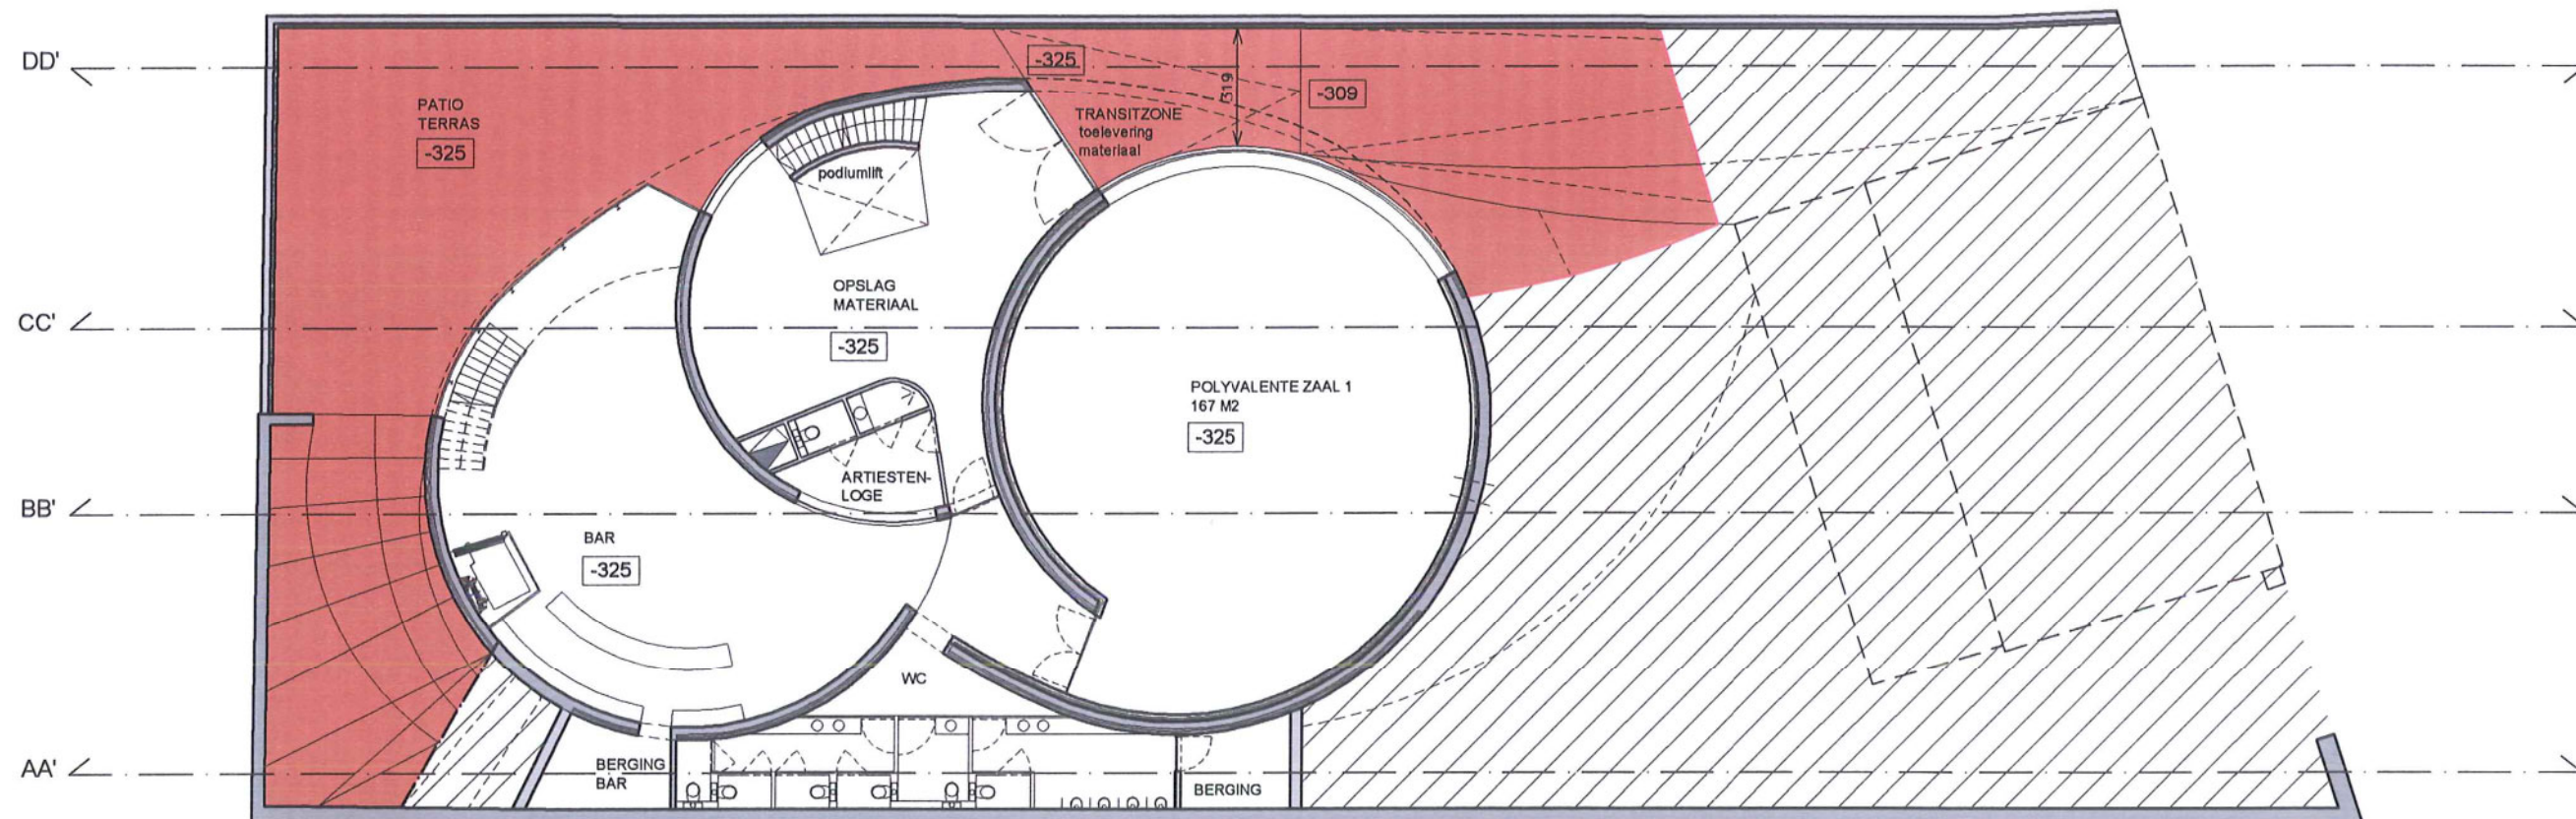 DD'
-325
-309
319
PATIO
TERRAS
-325
TRANSITZONE
toelevering
materiaal
podiumlift
OPSLAG
MATERIAAL
-325
CC'
POLYVALENTE ZAAL 1
167 M2
-325
ARTIESTEN-
LOGE
BB'
BAR
-325
WC
AA'
BERGING
BAR
BERGING